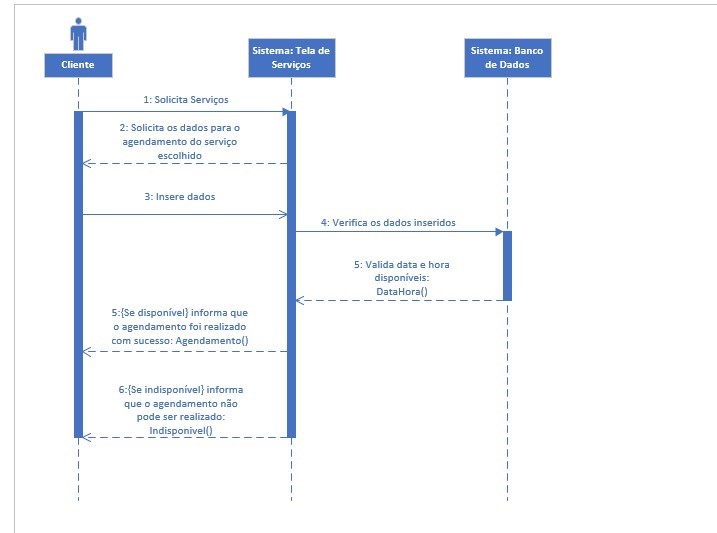 Cliente
Sistema: Tela de
Serviços
Sistema: Banco
de Dados
1: Solicita Serviços
2: Solicita os dados para o
agendamento do serviço
escolhido
3: Insere dados
4: Verifica os dados inseridos
5: Valida data e hora
disponíveis:
DataHora()
5:{Se disponível} informa que
o agendamento foi realizado
com sucesso: Agendamento()
6:{Se indisponível} informa
que o agendamento não
pode ser realizado:
Indisponivel()